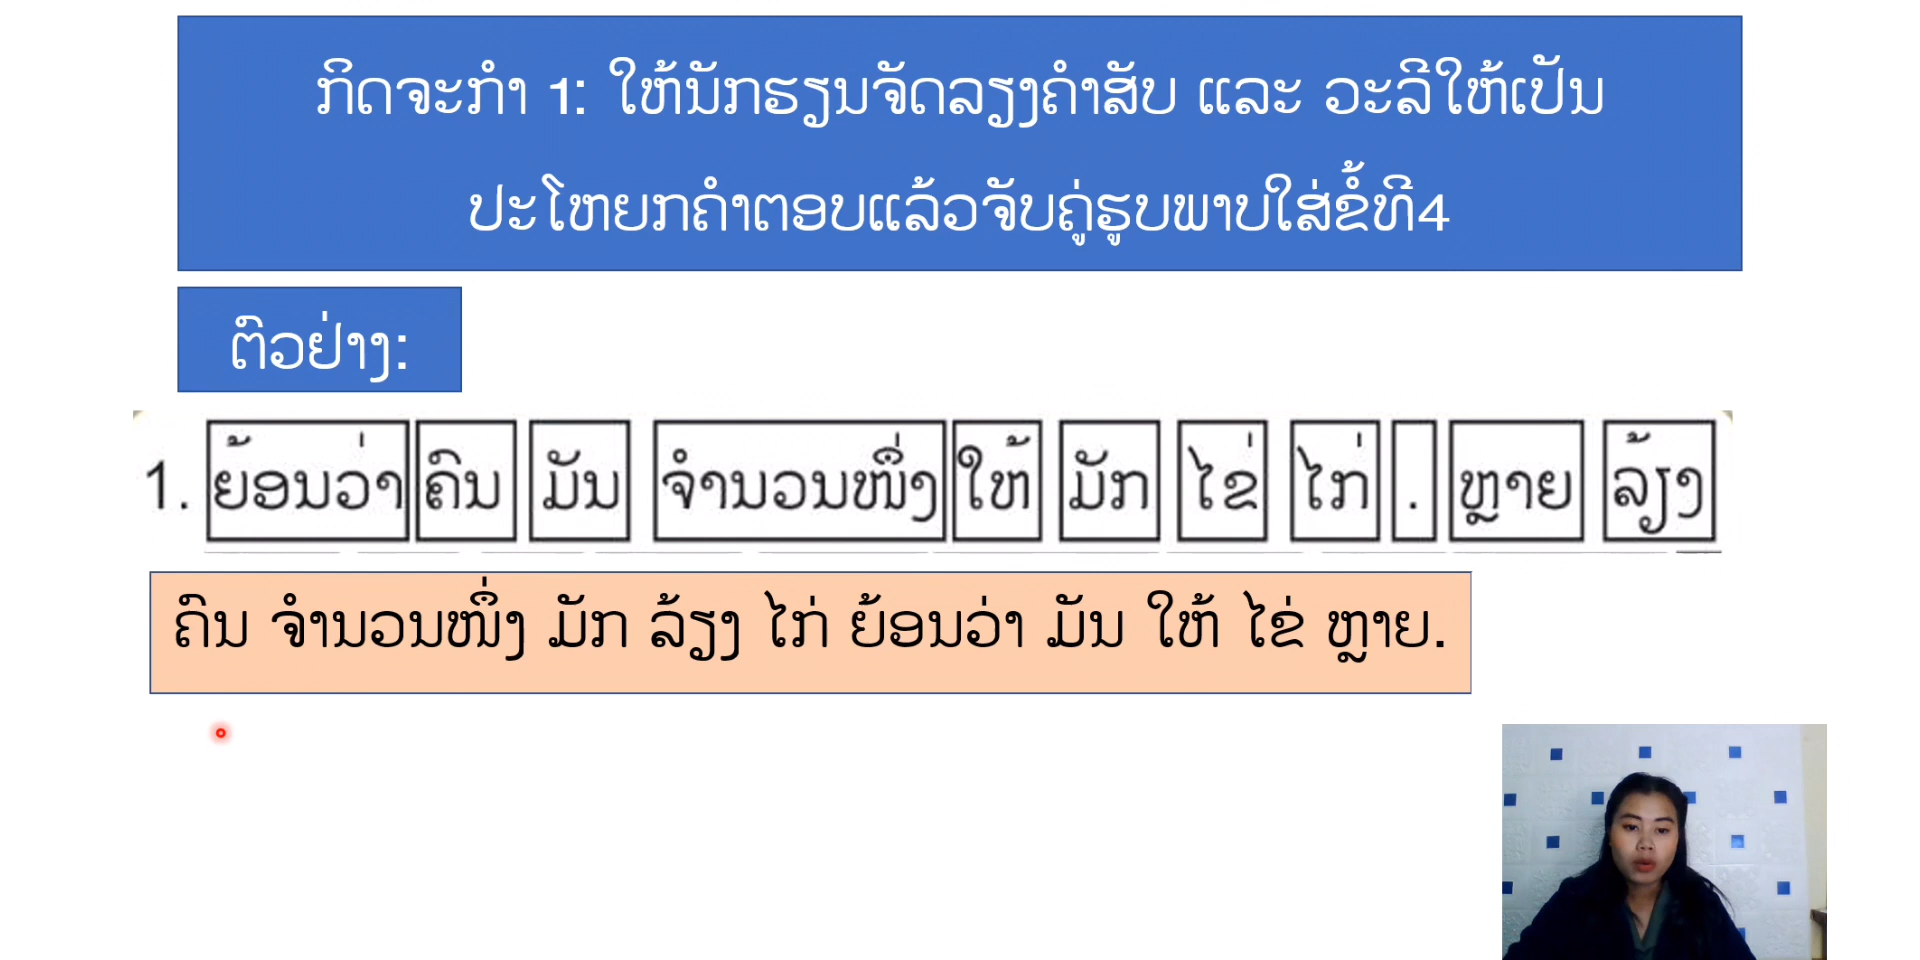 ກິດຈະກຳ 1: ໃຫ້ນັກຮຽນຈັດລຽງຄຳສັບ ແລະ ວະລີໃຫ້ເປັນ
ປະໂຫຍກຄຳຕອບແລ້ວຈັບຄູ່ຮູບພາບໃສ່ຂໍ້ທີ4
ຕົວຢ່າງ:
1. ຍ້ອນວ່າ ຄົນ ມັນ ຈຳນວນໜຶ່ງ ໃຫ້ ມັກ ໄຂ່ ໄກ່ . ຫຼາຍ ລ້ຽງ
ຄົນ ຈຳນວນໜຶ່ງ ມັກ ລ້ຽງ ໄກ່ ຍ້ອນວ່າ ມັນ ໃຫ້ ໄຂ່ ຫຼາຍ.